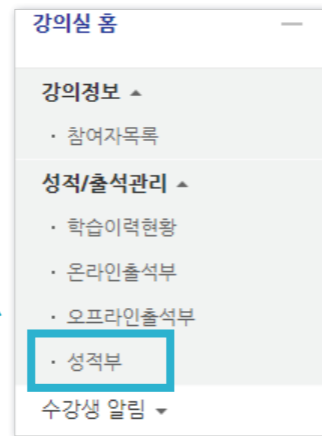 강의실 홈
강의정보
· 참여자목록
성적/출석관리
· 학습이력현황
· 온라인출석부
· 오프라인출석부
· 성적부
수강생 알림